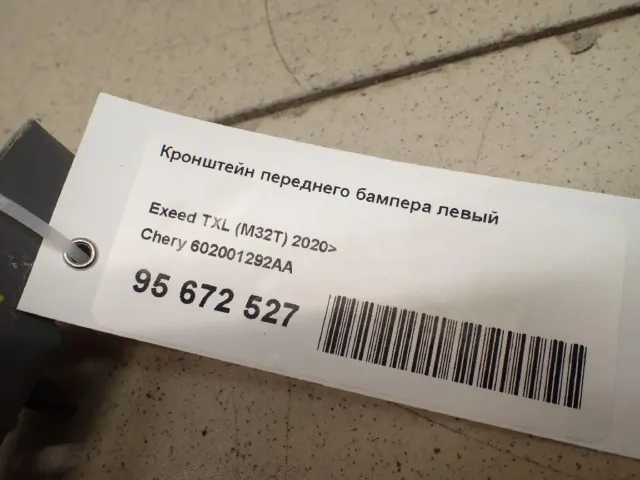 Кронштейн переднего бампера левый
Exeed TXL (M32T) 2020>
Chery 602001292AA
95 672 527